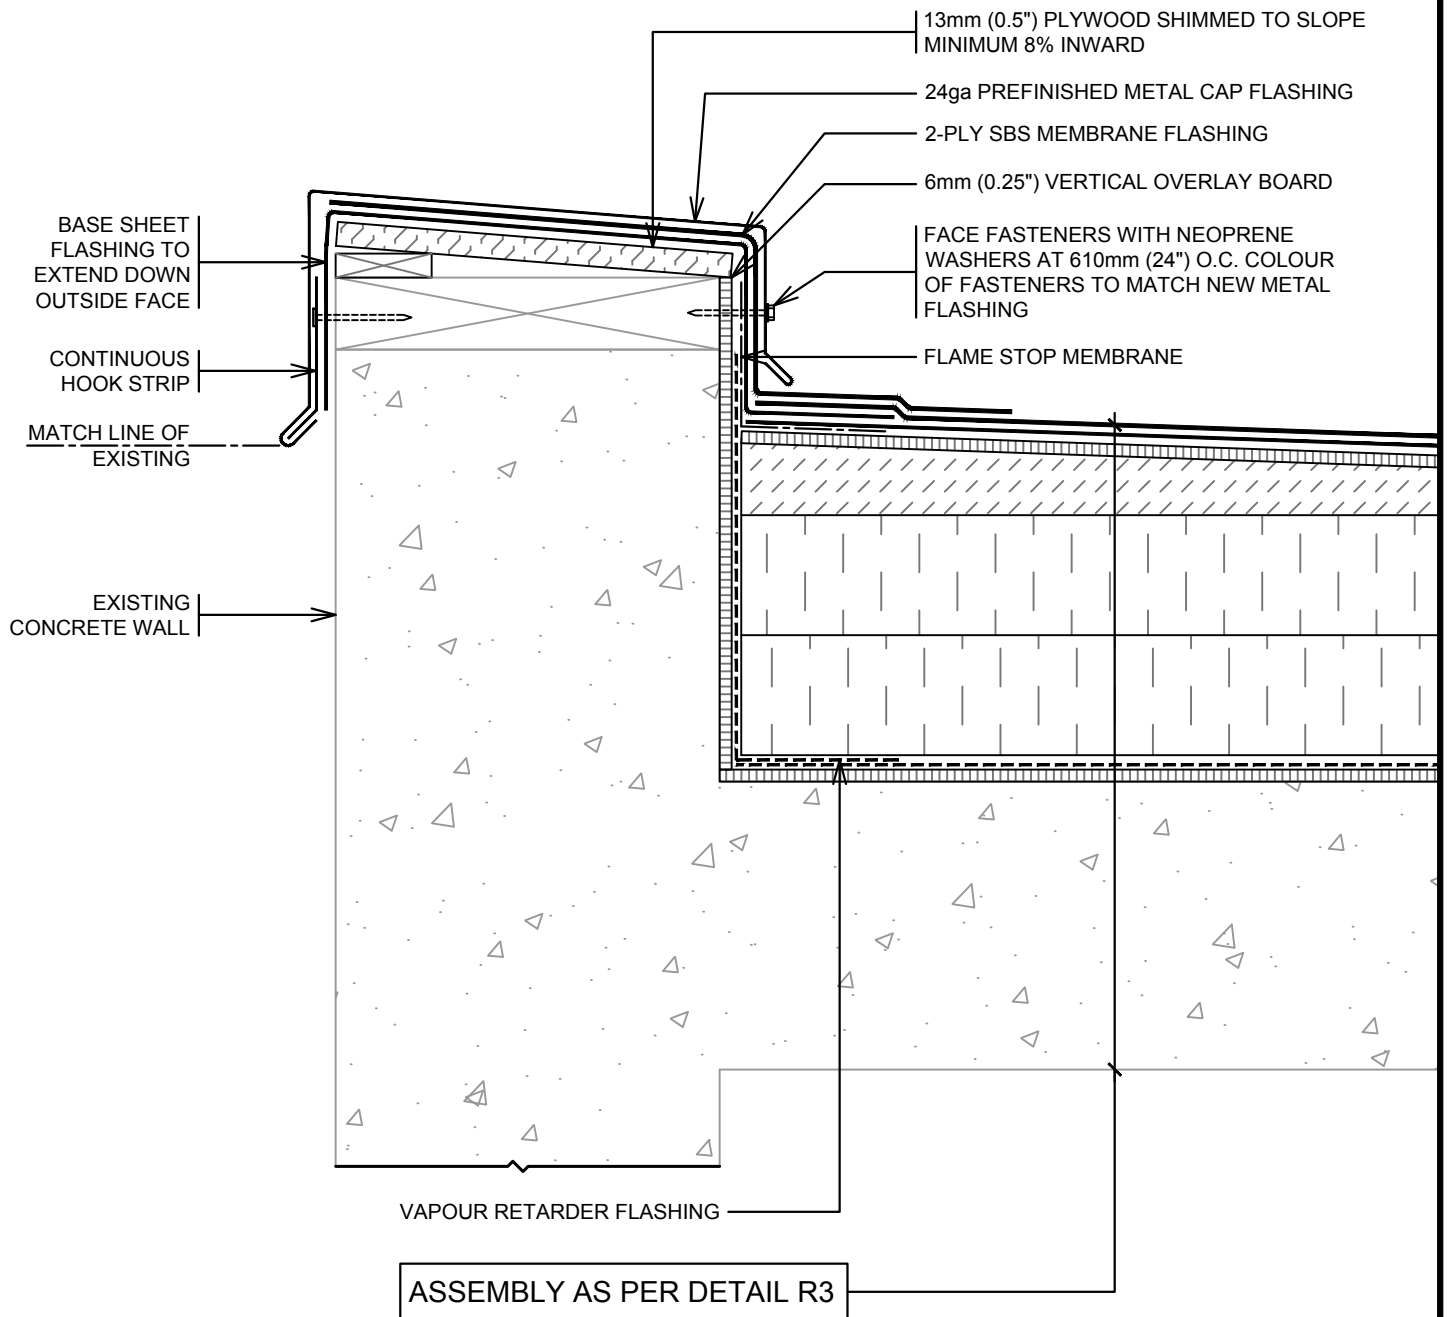 13mm (0.5") PLYWOOD SHIMMED TO SLOPE
MINIMUM 8% INWARD
24ga PREFINISHED METAL CAP FLASHING
2-PLY SBS MEMBRANE FLASHING
6mm (0.25") VERTICAL OVERLAY BOARD
FACE FASTENERS WITH NEOPRENE
WASHERS AT 610mm (24") O.C. COLOUR
OF FASTENERS TO MATCH NEW METAL
FLASHING
FLAME STOP MEMBRANE
BASE SHEET
FLASHING TO
EXTEND DOWN
OUTSIDE FACE
CONTINUOUS
HOOK STRIP
MATCH LINE OF
EXISTING
EXISTING
CONCRETE WALL
VAPOUR RETARDER FLASHING
ASSEMBLY AS PER DETAIL R3